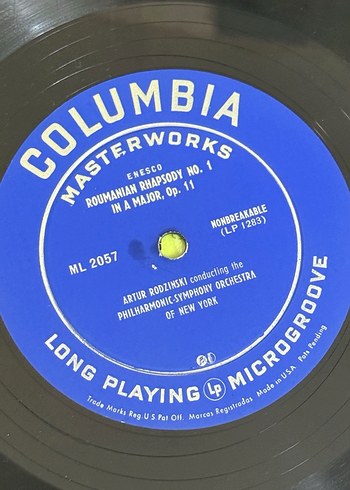 COLUMBIA
MASTERWORKS
ENESCO
ROUMANIAN RHAPSODY NO. 1
IN A MAJOR, Op. 11
NONBREAKABLE
(LP 1283)
ML 2057
ARTUR RODZINSKI conducting the
PHILHARMONIC-SYMPHONY ORCHESTRA
OF NEW YORK
LONG PLAYING Lp MICROGROOVE
Trade Marks Reg. U.S Pat Off. Marcas Registradas Made in U.S.A. Pats Pending